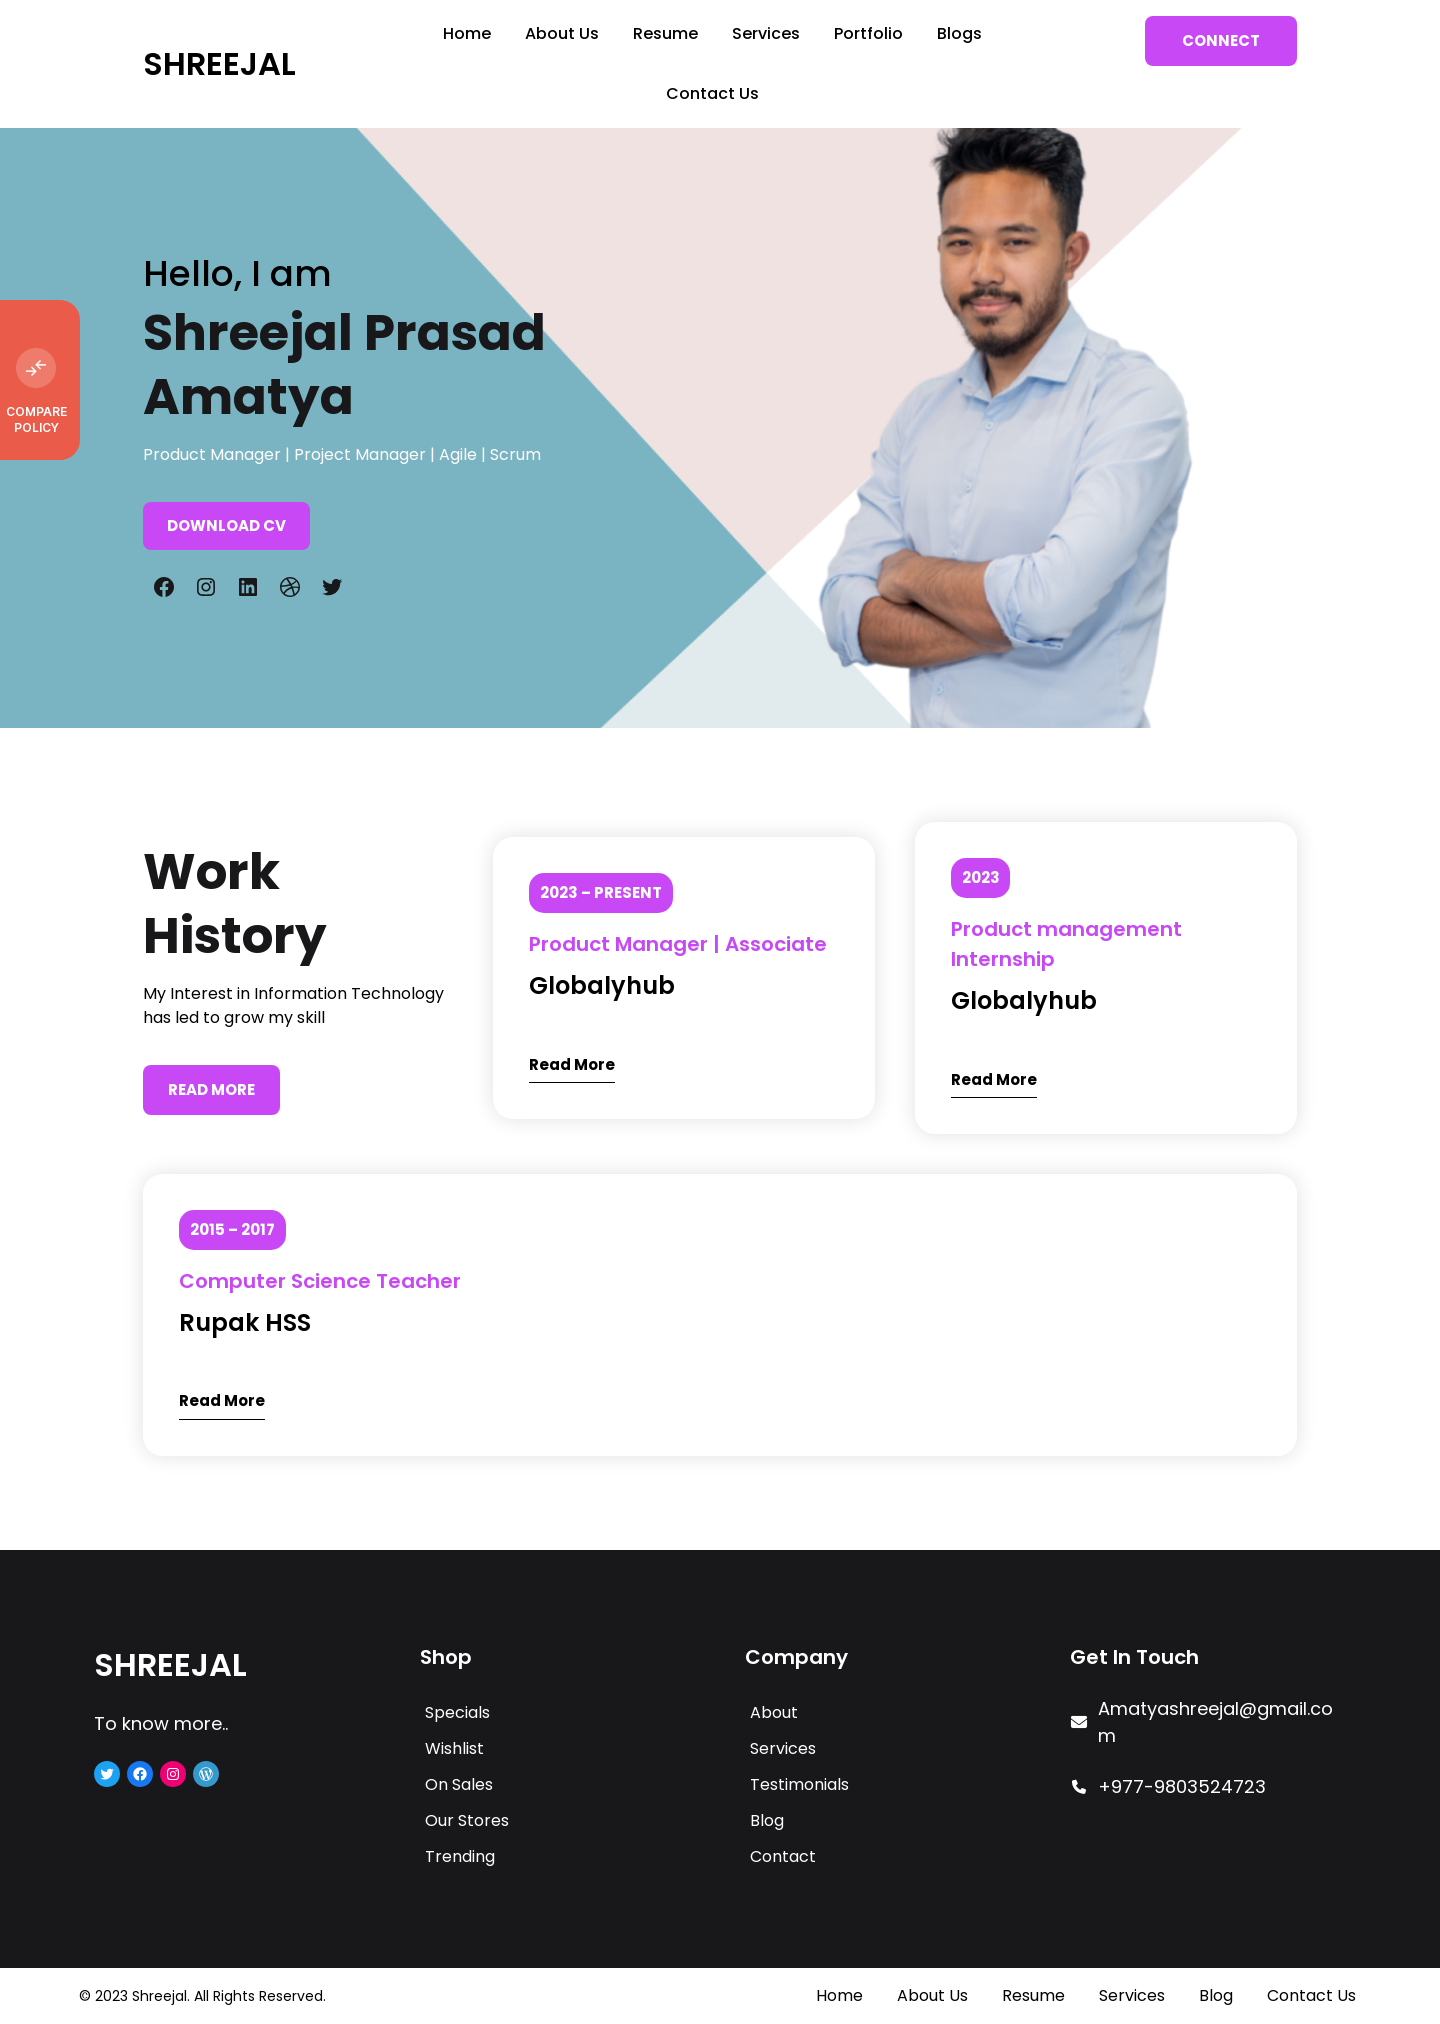 SHREEJAL
Home About Us Resume Services Portfolio Blogs
Contact Us
CONNECT
Hello, I am
Shreejal Prasad
Amatya
Product Manager | Project Manager | Agile | Scrum
DOWNLOAD CV
COMPARE
POLICY
Work
History
My Interest in Information Technology
has led to grow my skill
READ MORE
2023 – PRESENT
Product Manager | Associate
Globalyhub
Read More
2023
Product management
Internship
Globalyhub
Read More
2015 – 2017
Computer Science Teacher
Rupak HSS
Read More
SHREEJAL
To know more..
Shop
Specials
Wishlist
On Sales
Our Stores
Trending
Company
About
Services
Testimonials
Blog
Contact
Get In Touch
Amatyashreejal@gmail.co
m
+977-9803524723
© 2023 Shreejal. All Rights Reserved.
Home About Us Resume Services Blog Contact Us